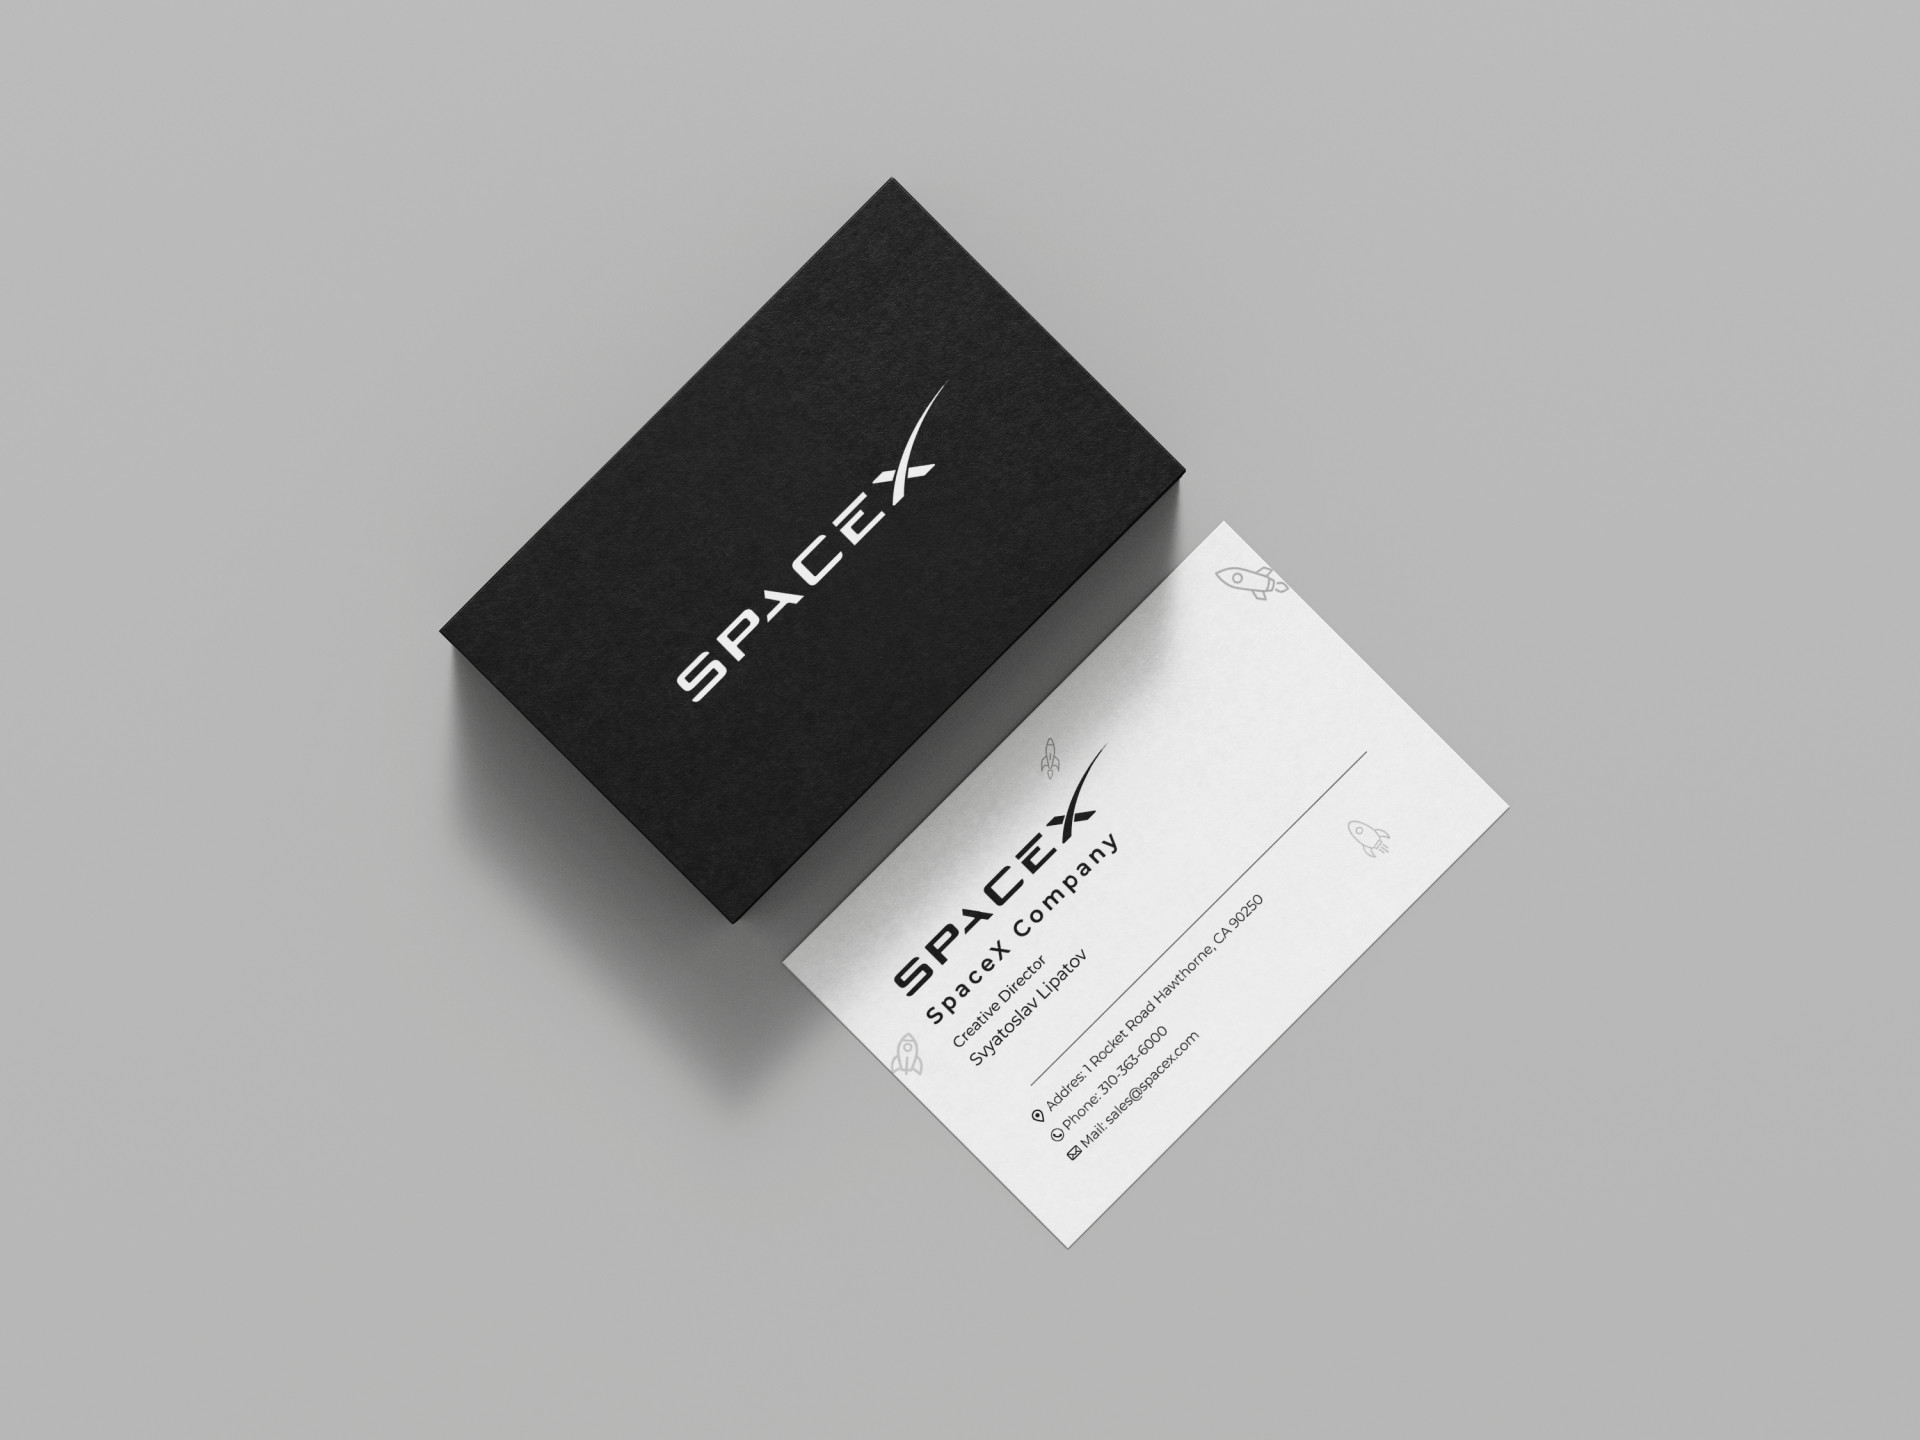 SPACEX
SPACEX
SpaceX Company
Creative Director
Svyatoslav Lipatov
Addres: 1 Rocket Road Hawthorne, CA 90250
Phone: 310-363-6000
Mail: sales@spacex.com